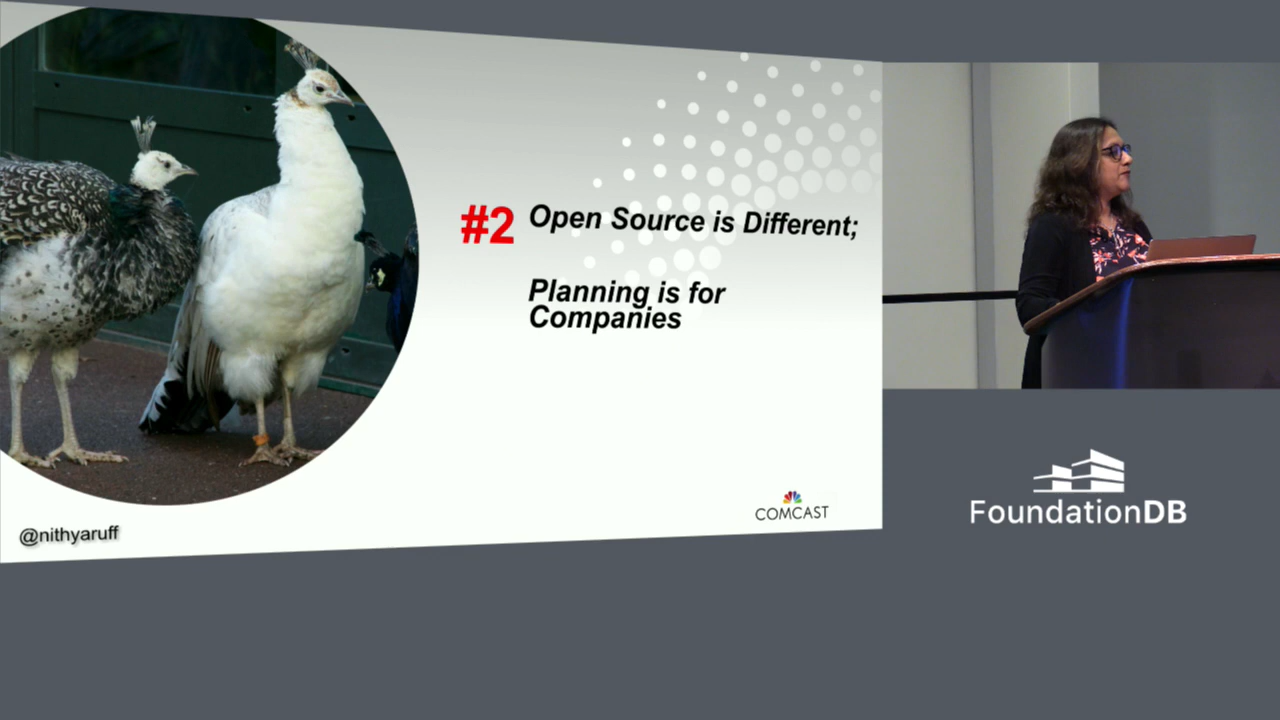 #2 Open Source is Different;
Planning is for
Companies
@nithyaruff
COMCAST
FoundationDB